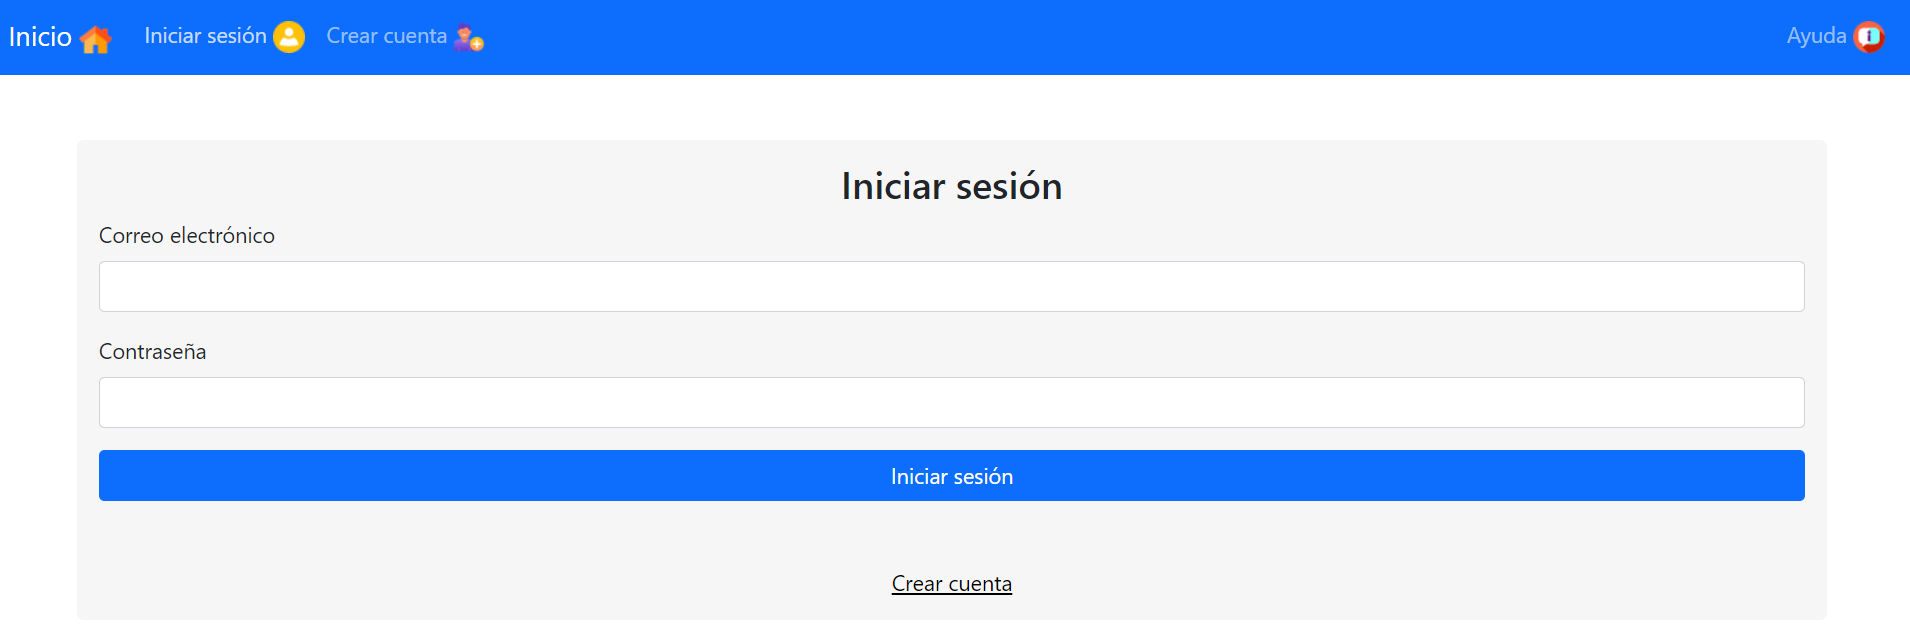 Inicio Iniciar sesión Crear cuenta Ayuda
Iniciar sesión
Correo electrónico
Contraseña
Iniciar sesión
Crear cuenta